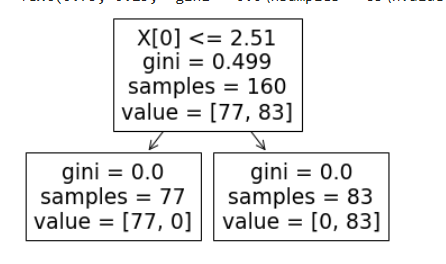 X[0] <= 2.51
gini = 0.499
samples = 160
value = [77, 83]
gini = 0.0
samples = 77
value = [77, 0]
gini = 0.0
samples = 83
value = [0, 83]